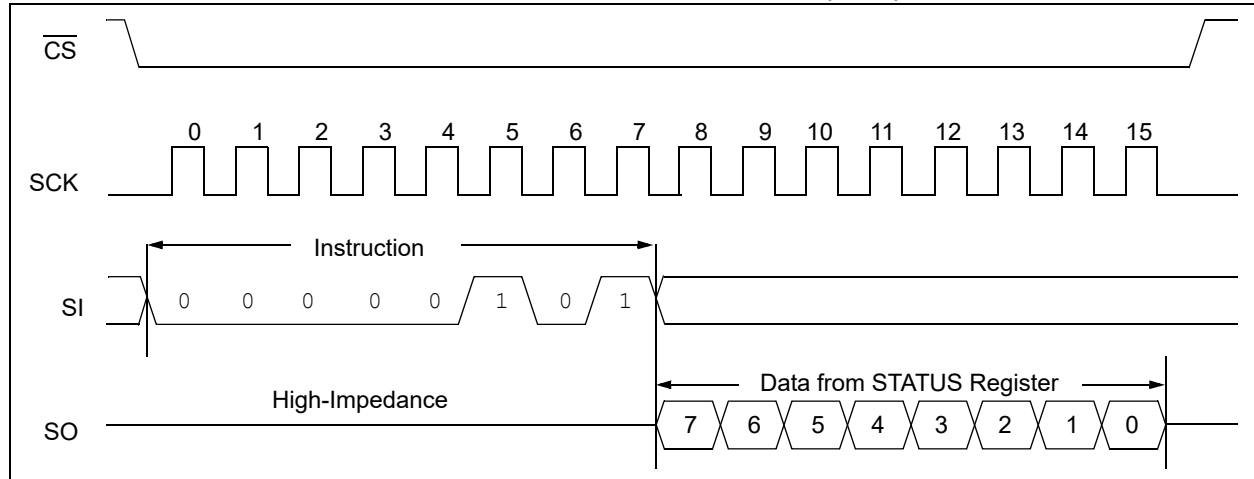 CS
0 1 2 3 4 5 6 7 8 9 10 11 12 13 14 15
SCK
Instruction
SI 0 0 0 0 0 1 0 1
Data from STATUS Register
High-Impedance
SO 7 6 5 4 3 2 1 0